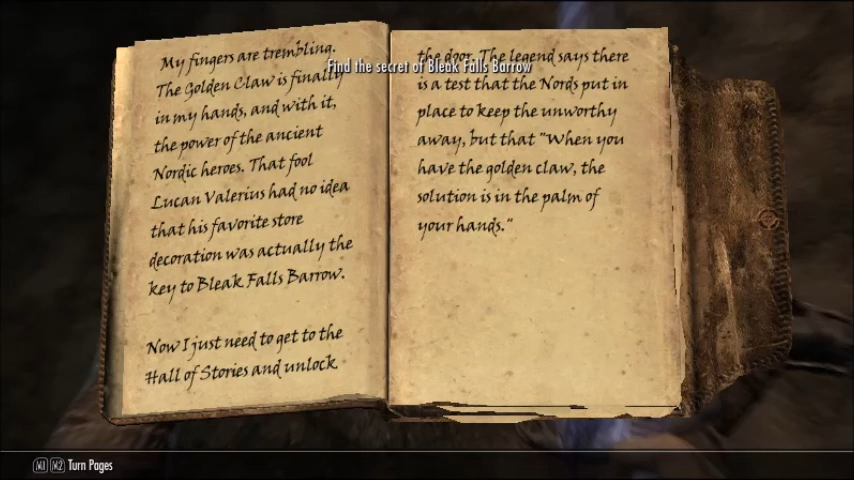 My fingers are trembling.
The Golden Claw is finally
in my hands, and with it,
the power of the ancient
Nordic heroes. That fool
Lucan Valerius had no idea
that his favorite store
decoration was actually the
key to Bleak Falls Barrow.
Now I just need to get to the
Hall of Stories and unlock
the door. The legend says there
is a test that the Nords put in
place to keep the unworthy
away, but that "When you
have the golden claw, the
solution is in the palm of
your hands."
Find the secret of Bleak Falls Barrow
M1 M2 Turn Pages